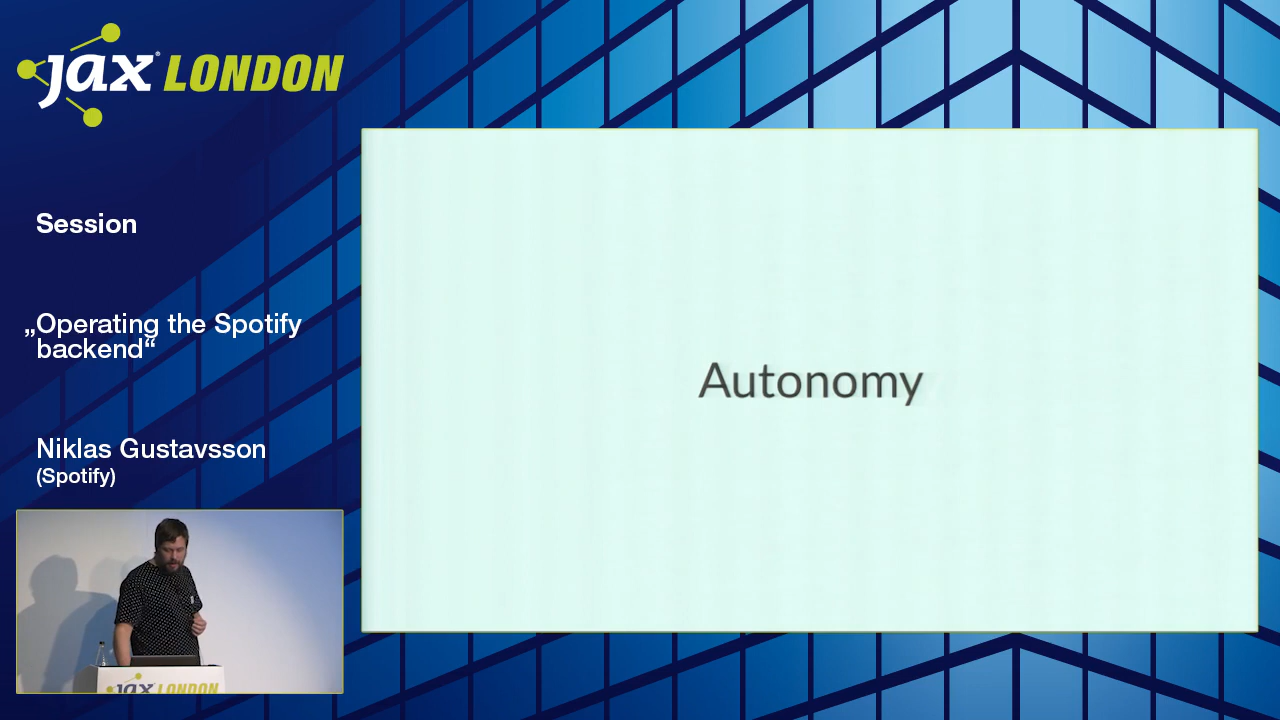 jax® LONDON
Session
„Operating the Spotify
backend“
Niklas Gustavsson
(Spotify)
Autonomy
jax LONDON